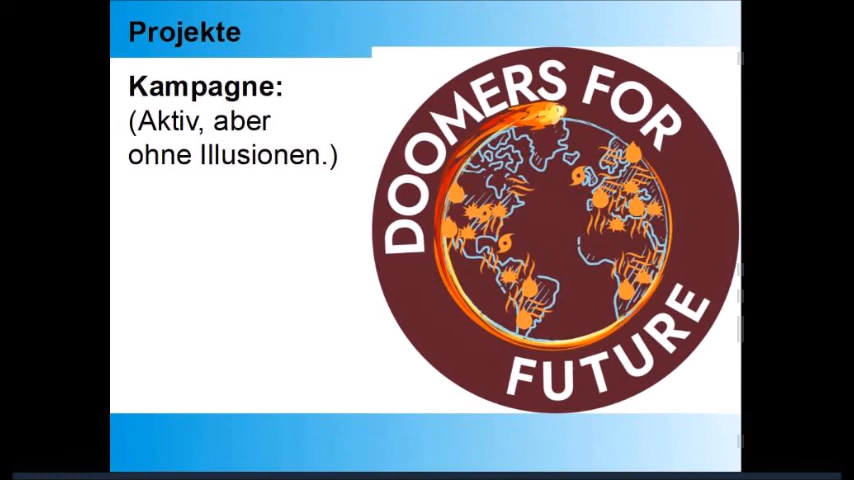 Projekte
Kampagne:
(Aktiv, aber
ohne Illusionen.)
DOOMERS FOR
FUTURE